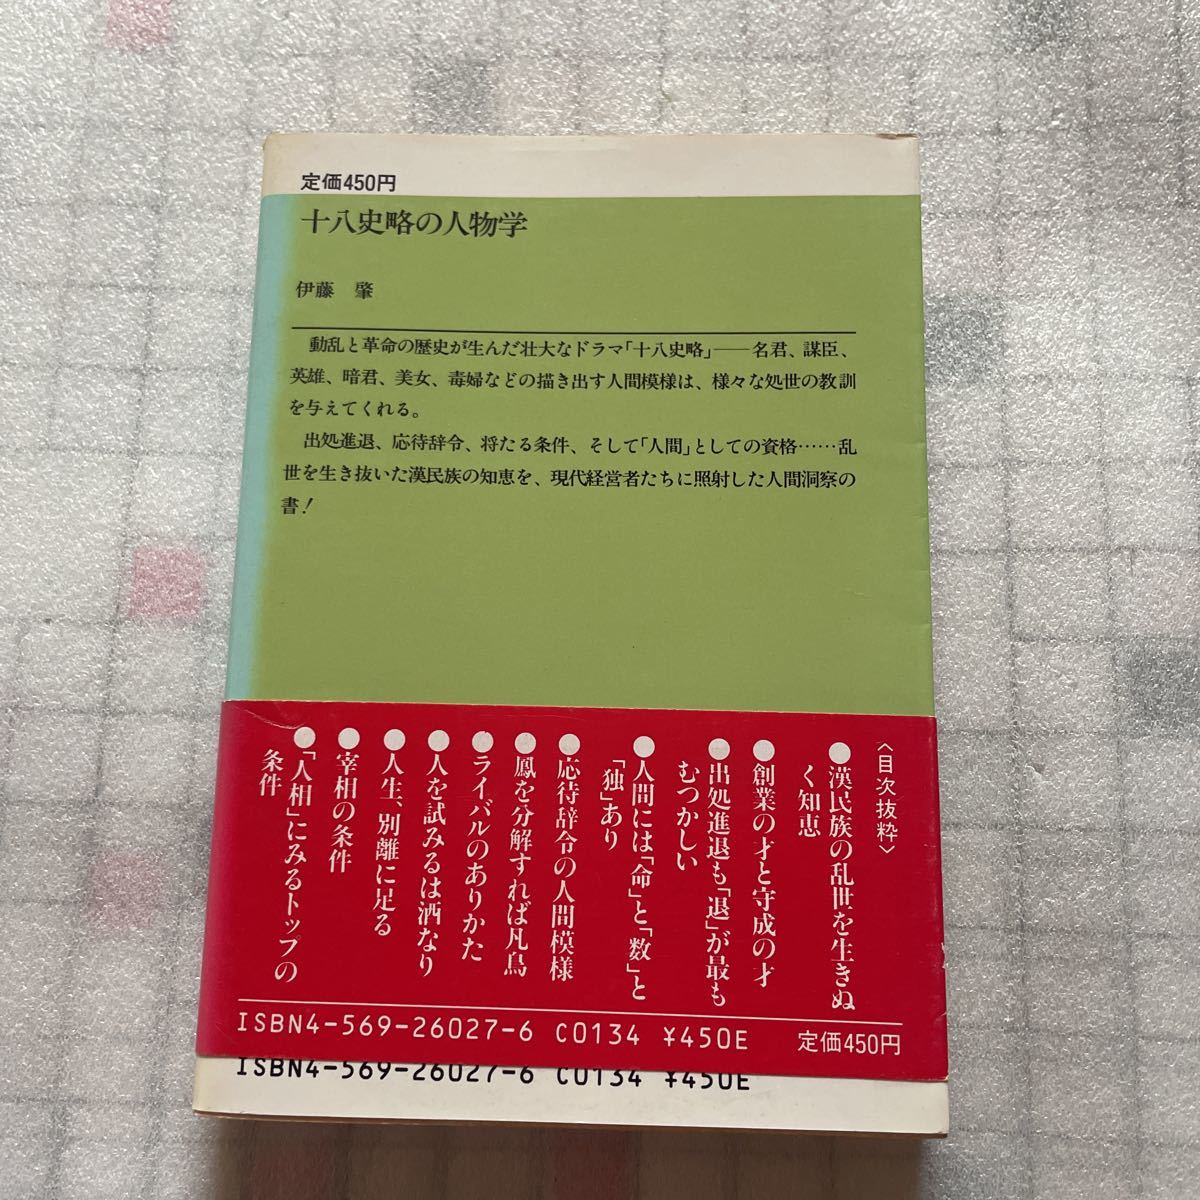 定価450円
十八史略の人物学
伊藤 肇
動乱と革命の歴史が生んだ壮大なドラマ「十八史略」――名君、謀臣、
英雄、暗君、美女、毒婦などの描き出す人間模様は、様々な処世の教訓
を与えてくれる。
出処進退、応待辞令、将たる条件、そして「人間」としての資格……乱
世を生き抜いた漢民族の知恵を、現代経営者たちに照射した人間洞察の
書!
〈目次抜粋〉
●漢民族の乱世を生きぬ
く知恵
●創業の才と守成の才
●出処進退も「退」が最も
むつかしい
●人間には「命」と「数」と
「独」あり
●応待辞令の人間模様
●鳳を分解すれば凡鳥
●ライバルのありかた
●人を試みるは酒なり
●人生、別離に足る
●宰相の条件
●「人相」にみるトップの
条件
ISBN4-569-26027-6 C0134 ¥450E 定価450円
ISBN4-569-26027-6 C0134 ¥450E